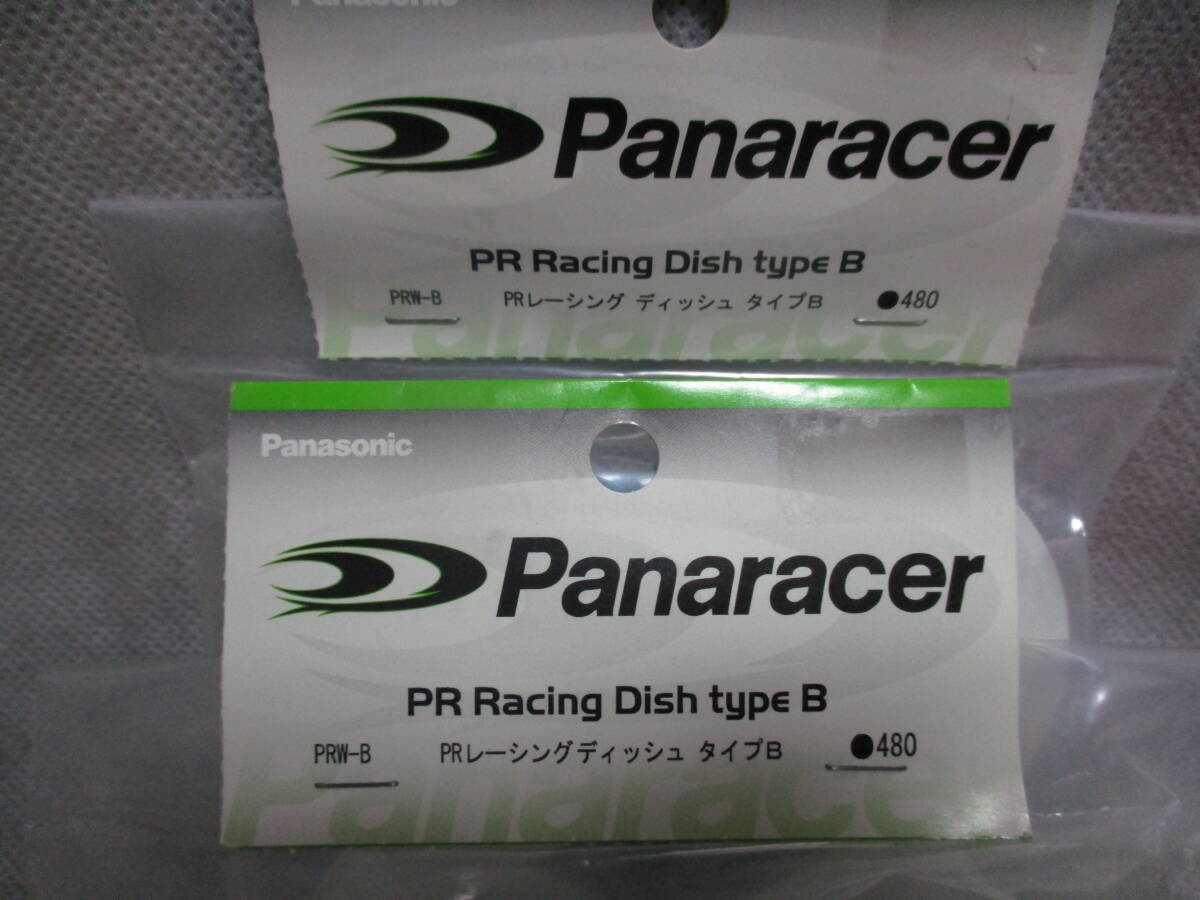 Panasonic
Panaracer
PR Racing Dish type B
PRW-B PRレーシング ディッシュ タイプB ●480
Panaracer
Panasonic
Panaracer
PR Racing Dish type B
PRW-B PRレーシングディッシュ タイプB ●480
Panaracer